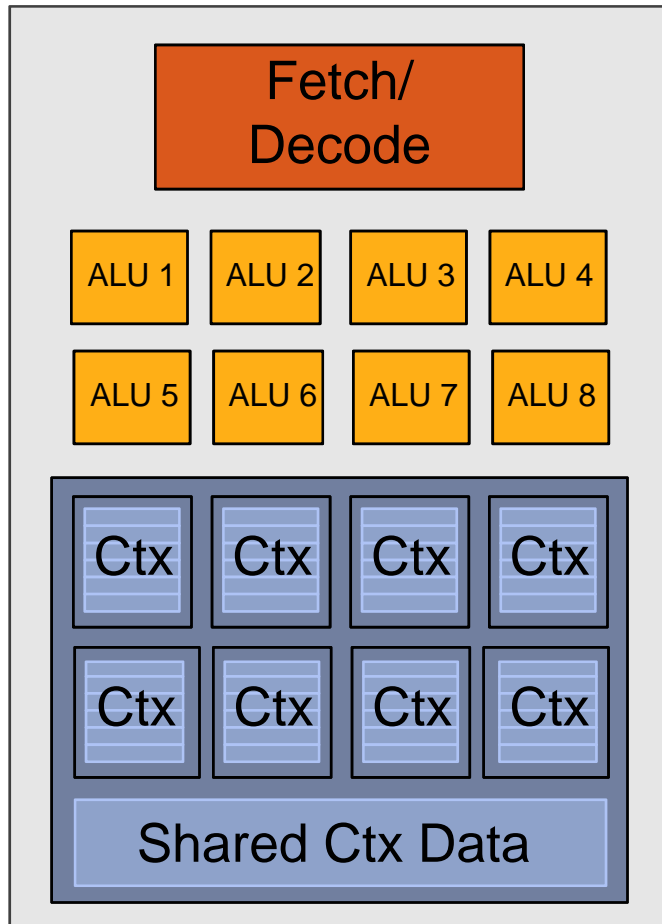 Fetch/
Decode
ALU 1 ALU 2 ALU 3 ALU 4
ALU 5 ALU 6 ALU 7 ALU 8
Ctx Ctx Ctx Ctx
Ctx Ctx Ctx Ctx
Shared Ctx Data